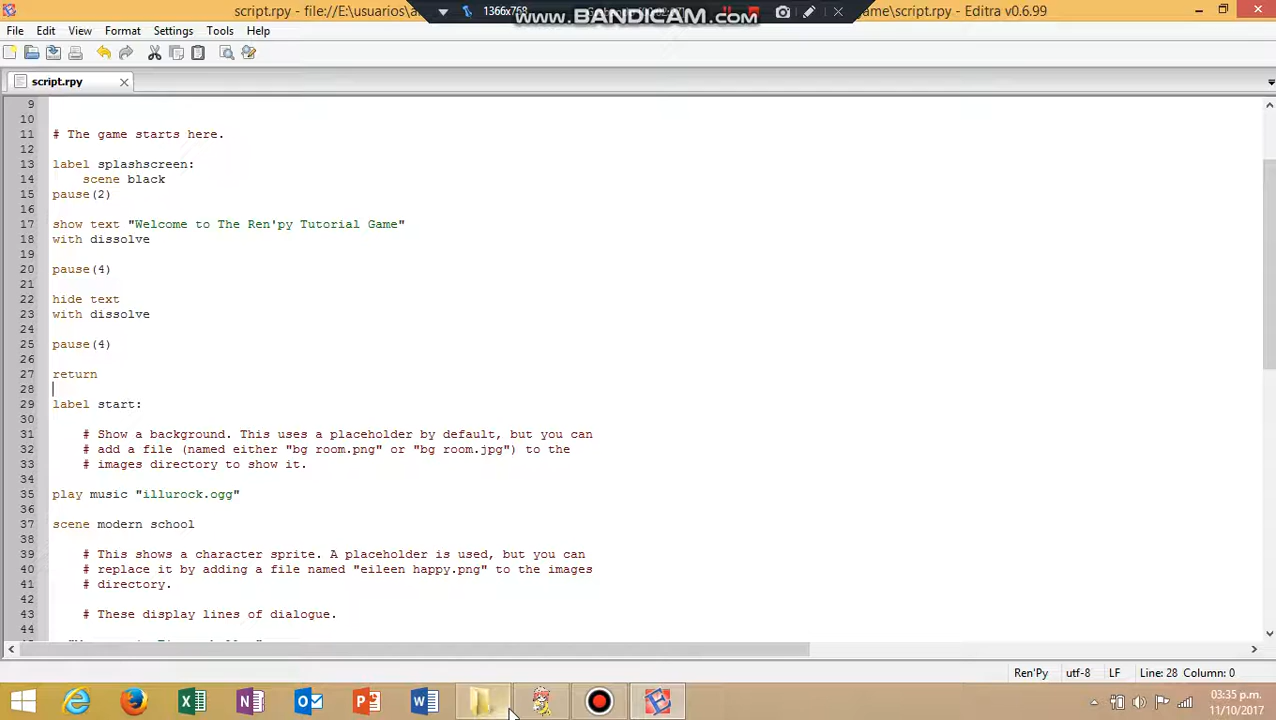 script.rpy - file://E:\usuarios\a
1366x758
game\script.rpy - Editra v0.6.99
www.BANDICAM.com
File Edit View Format Settings Tools Help
script.rpy
9
10
11 # The game starts here.
12
13 label splashscreen:
14 scene black
15 pause(2)
16
17 show text "Welcome to The Ren'py Tutorial Game"
18 with dissolve
19
20 pause(4)
21
22 hide text
23 with dissolve
24
25 pause(4)
26
27 return
28
29 label start:
30
31 # Show a background. This uses a placeholder by default, but you can
32 # add a file (named either "bg room.png" or "bg room.jpg") to the
33 # images directory to show it.
34
35 play music "illurock.ogg"
36
37 scene modern school
38
39 # This shows a character sprite. A placeholder is used, but you can
40 # replace it by adding a file named "eileen happy.png" to the images
41 # directory.
42
43 # These display lines of dialogue.
44
Ren'Py utf-8 LF Line: 28 Column: 0
03:35 p.m.
11/10/2017